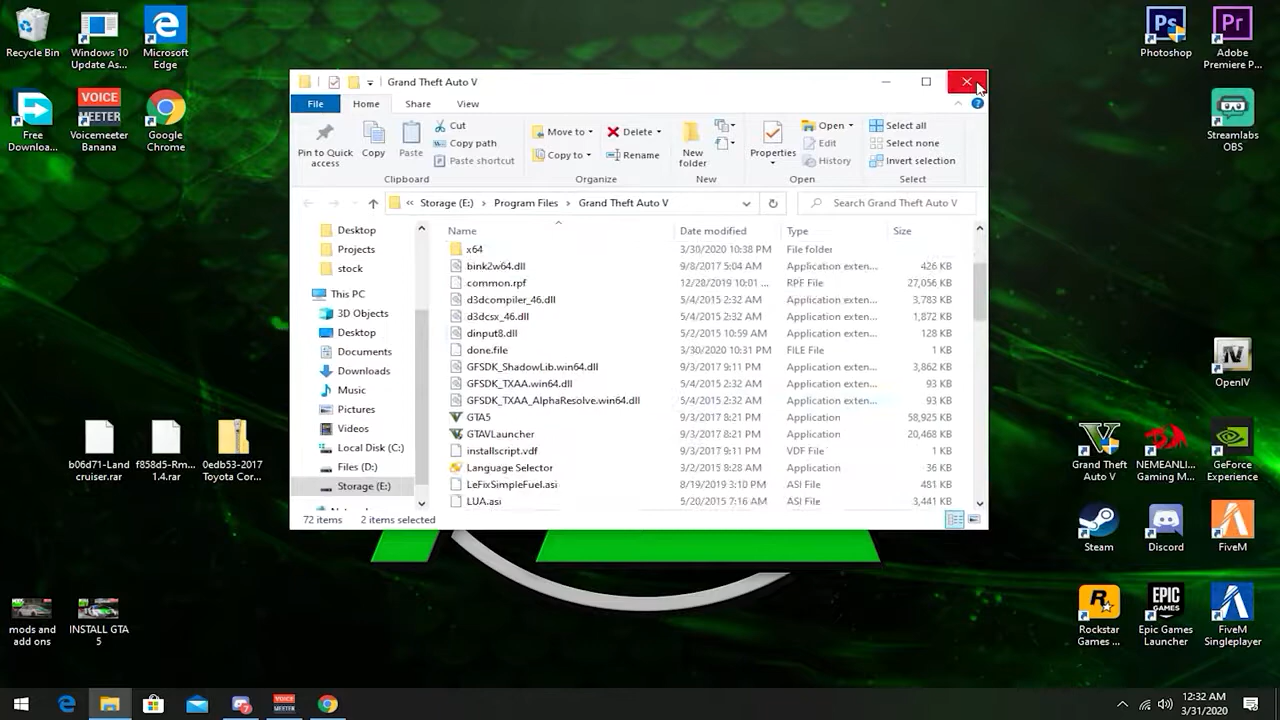 Recycle Bin
Windows 10
Update As...
Microsoft
Edge
Ps
Photoshop
Pr
Adobe
Premiere P...
Free
Downloa...
VOICE
MEETER
Voicemeeter
Banana
Google
Chrome
Streamlabs
OBS
Grand Theft Auto V
File
Home
Share
View
Pin to Quick
access
Copy
Paste
Cut
Copy path
Paste shortcut
Clipboard
Move to
Copy to
Delete
Rename
Organize
New
folder
New
Properties
Open
Edit
History
Open
Select all
Select none
Invert selection
Select
« Storage (E:) > Program Files > Grand Theft Auto V
Search Grand Theft Auto V
Desktop
Projects
stock
This PC
3D Objects
Desktop
Documents
Downloads
Music
Pictures
Videos
Local Disk (C:)
Files (D:)
Storage (E:)
Name Date modified Type Size
x64 3/30/2020 10:38 PM File folder
bink2w64.dll 9/8/2017 5:04 AM Application exten... 426 KB
common.rpf 12/28/2019 10:01 ... RPF File 27,056 KB
d3dcompiler_46.dll 5/4/2015 2:32 AM Application exten... 3,783 KB
d3dcsx_46.dll 5/4/2015 2:32 AM Application exten... 1,872 KB
dinput8.dll 5/2/2015 10:59 AM Application exten... 128 KB
done.file 3/30/2020 10:31 PM FILE File 1 KB
GFSDK_ShadowLib.win64.dll 9/3/2017 9:11 PM Application exten... 3,862 KB
GFSDK_TXAA.win64.dll 5/4/2015 2:32 AM Application exten... 93 KB
GFSDK_TXAA_AlphaResolve.win64.dll 5/4/2015 2:32 AM Application exten... 93 KB
GTA5 9/3/2017 8:21 PM Application 58,925 KB
GTAVLauncher 9/3/2017 8:21 PM Application 20,468 KB
installscript.vdf 9/3/2017 9:11 PM VDF File 1 KB
Language Selector 3/2/2015 8:28 AM Application 36 KB
LeFixSimpleFuel.asi 8/19/2019 3:10 PM ASI File 481 KB
LUA.asi 5/20/2015 7:16 AM ASI File 3,441 KB
72 items 2 items selected
b06d71-Land
cruiser.rar
f858d5-Rm...
1.4.rar
0edb53-2017
Toyota Cor...
mods and
add ons
INSTALL GTA
5
OpenIV
Grand Theft
Auto V
NEMEANLI...
Gaming M...
GeForce
Experience
Steam
Discord
FiveM
Rockstar
Games ...
EPIC
GAMES
Epic Games
Launcher
FiveM
Singleplayer
VOICE
MEETER
12:32 AM
3/31/2020